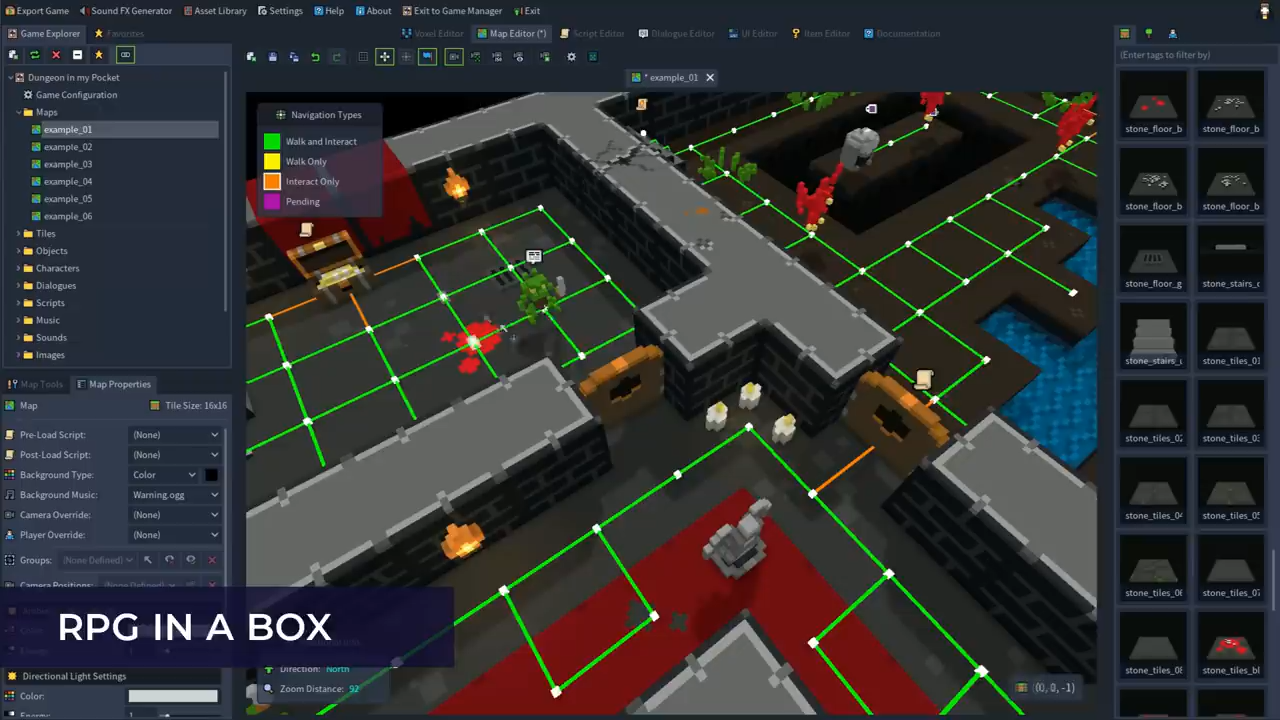 Export Game
Sound FX Generator
Asset Library
Settings
Help
About
Exit to Game Manager
Exit
Game Explorer
Favorites
Voxel Editor
Map Editor (*)
Script Editor
Dialogue Editor
UI Editor
Item Editor
Documentation
* example_01
(Enter tags to filter by)
Dungeon in my Pocket
Game Configuration
Maps
example_01
example_02
example_03
example_04
example_05
example_06
Tiles
Objects
Characters
Dialogues
Scripts
Music
Sounds
Images
Map Tools
Map Properties
Map
Tile Size: 16x16
Pre-Load Script:
(None)
Post-Load Script:
(None)
Background Type:
Color
Background Music:
Warning.ogg
Camera Override:
(None)
Player Override:
(None)
Groups:
(None Defined)
Camera Positions:
(None Defined)
RPG IN A BOX
Directional Light Settings
Color:
Energy:
1
Navigation Types
Walk and Interact
Walk Only
Interact Only
Pending
Direction: North
Zoom Distance: 92
(0, 0, -1)
stone_floor_b
stone_floor_b
stone_floor_b
stone_floor_b
stone_floor_g
stone_stairs_c
stone_stairs_u
stone_tiles_01
stone_tiles_02
stone_tiles_03
stone_tiles_04
stone_tiles_05
stone_tiles_06
stone_tiles_07
stone_tiles_08
stone_tiles_bl